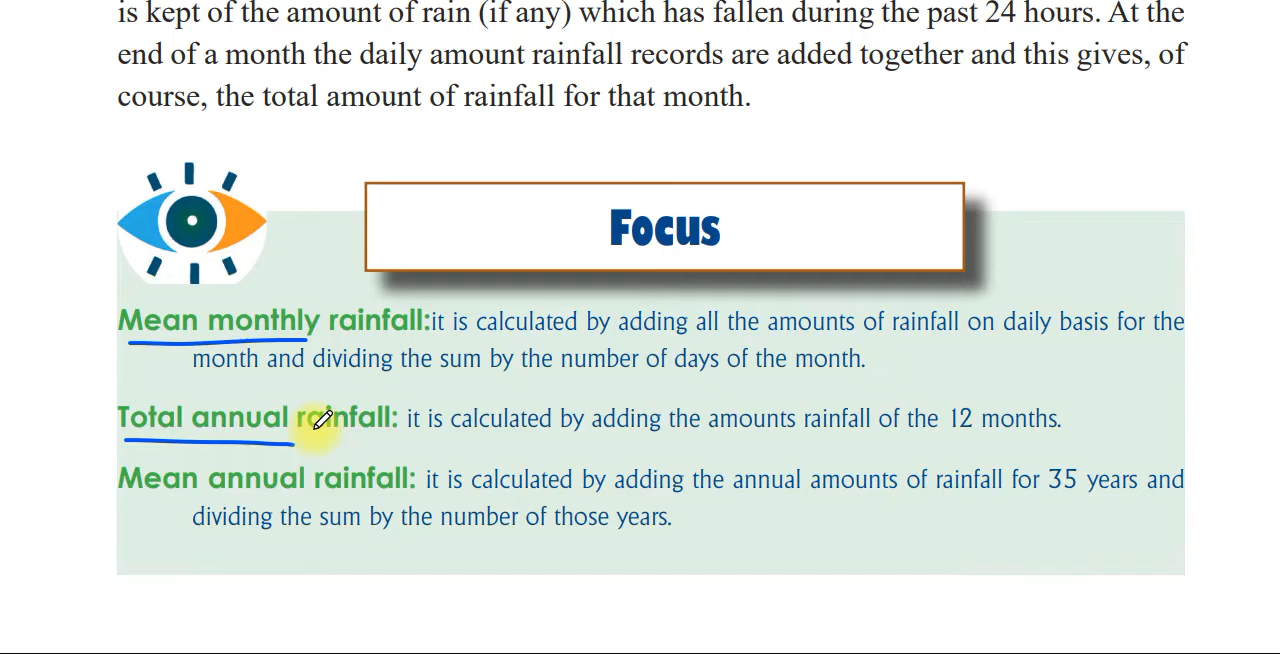 is kept of the amount of rain (if any) which has fallen during the past 24 hours. At the
end of a month the daily amount rainfall records are added together and this gives, of
course, the total amount of rainfall for that month.
Focus
Mean monthly rainfall:it is calculated by adding all the amounts of rainfall on daily basis for the
month and dividing the sum by the number of days of the month.
Total annual rainfall: it is calculated by adding the amounts rainfall of the 12 months.
Mean annual rainfall: it is calculated by adding the annual amounts of rainfall for 35 years and
dividing the sum by the number of those years.